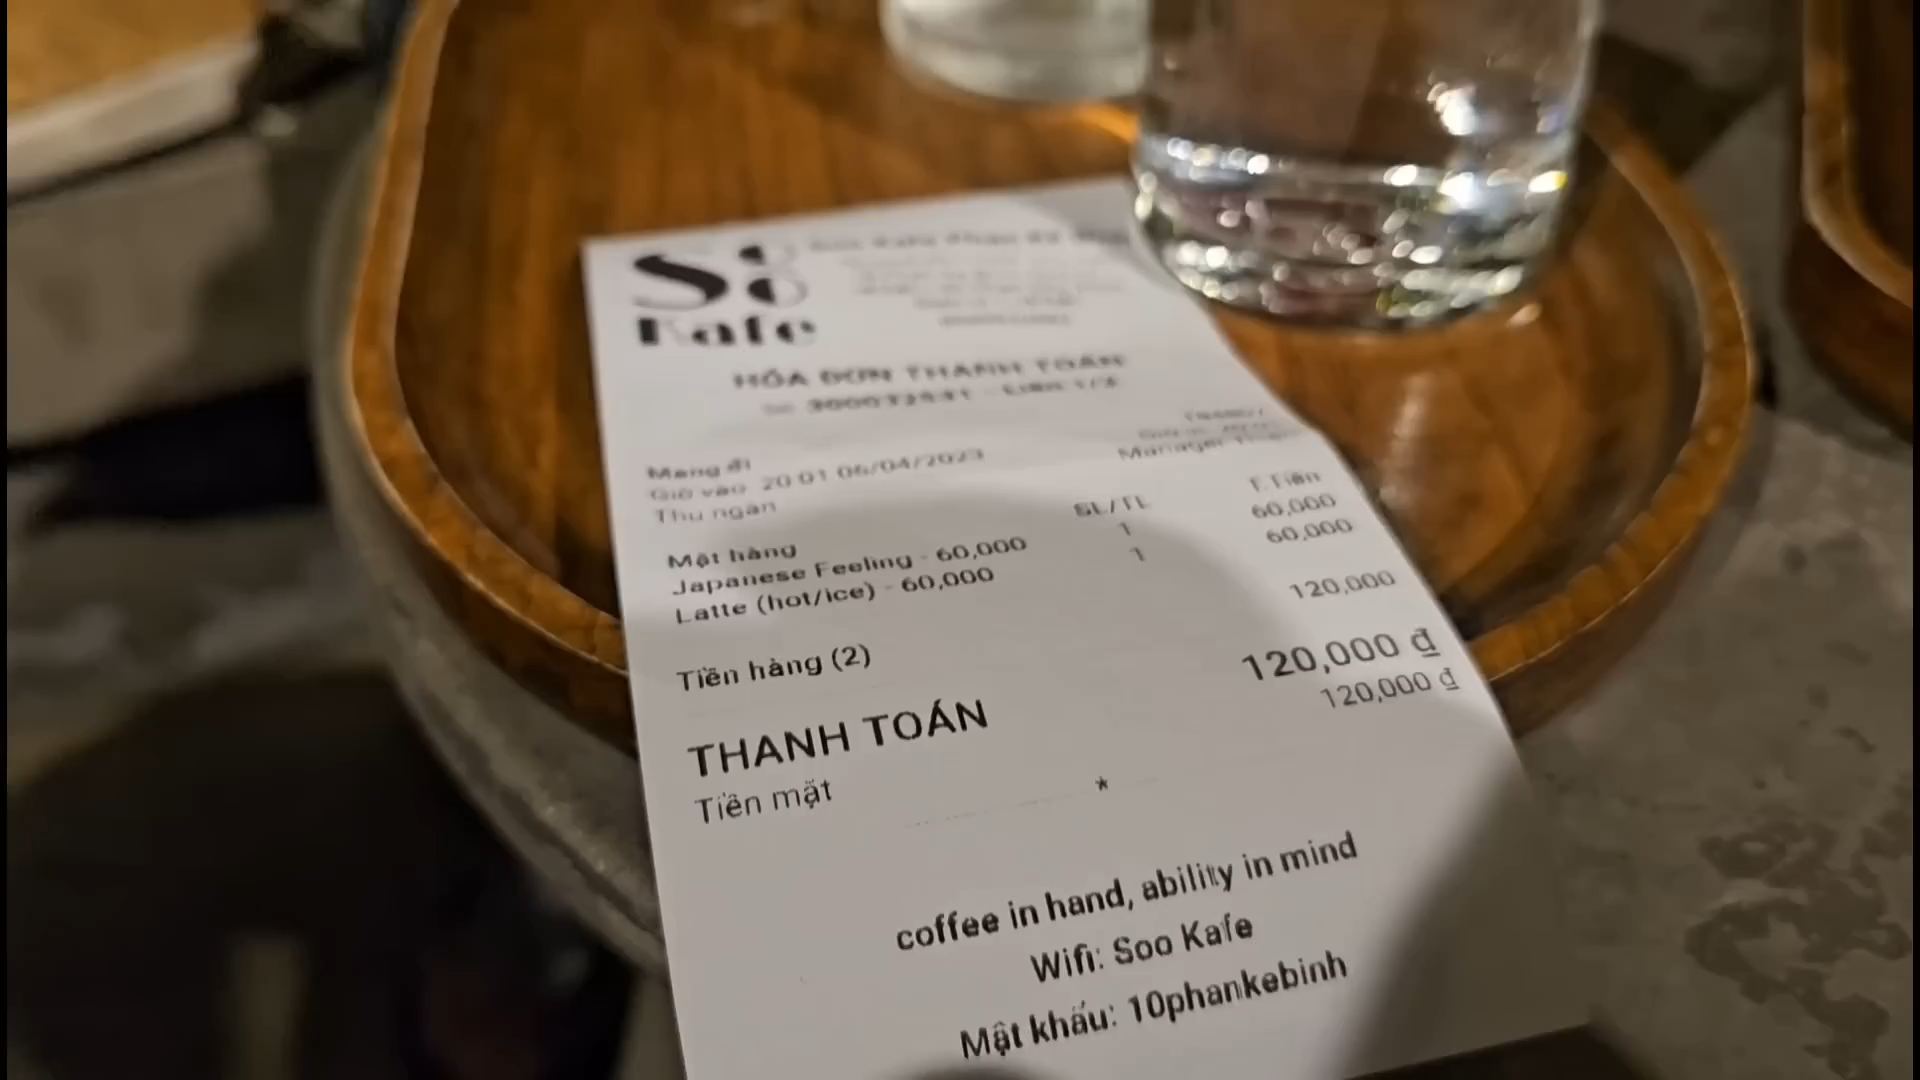 Soo
Kafe
HÓA ĐƠN THANH TOÁN
Mang đi
Giờ vào 20:01 06/04/2023
Thu ngân
Manager
Mặt hàng SL/TL T.Tiền
Japanese Feeling - 60,000 1 60,000
Latte (hot/ice) - 60,000 1 60,000
Tiền hàng (2) 120,000
THANH TOÁN 120,000 ₫
Tiền mặt 120,000 ₫
*
coffee in hand, ability in mind
Wifi: Soo Kafe
Mật khẩu: 10phankebinh